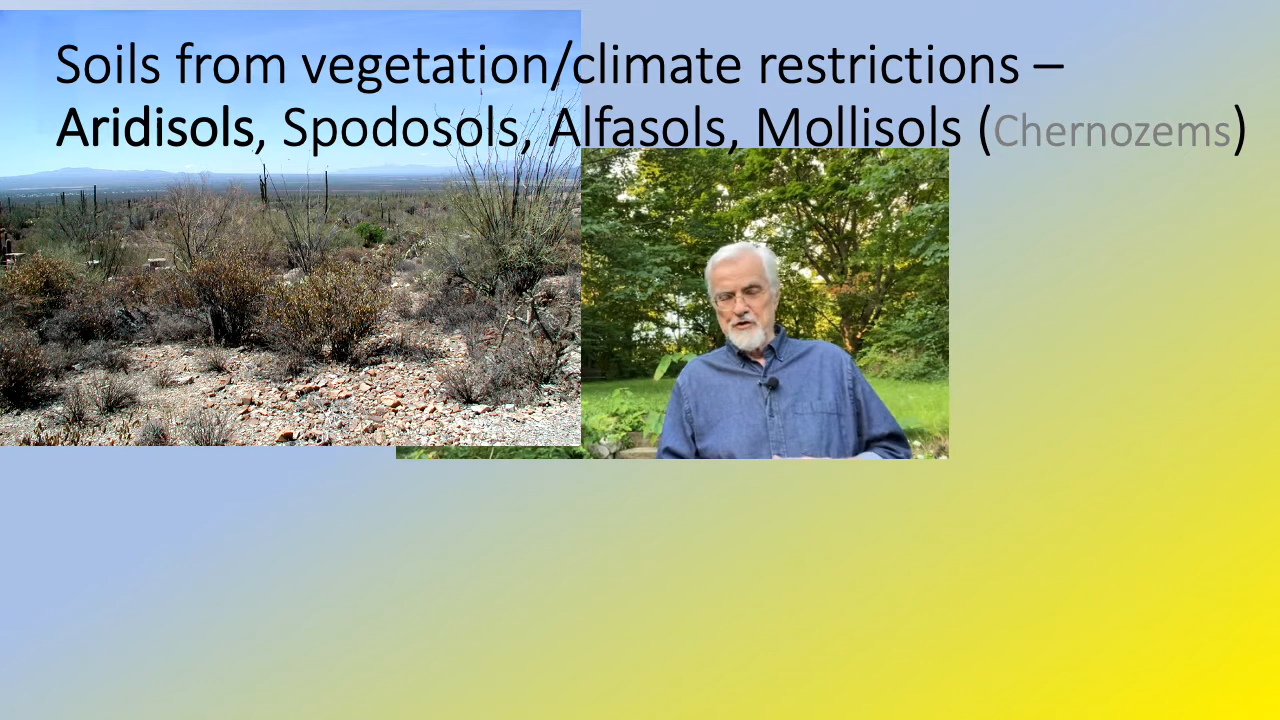 Soils from vegetation/climate restrictions –
Aridisols, Spodosols, Alfasols, Mollisols (Chernozems)